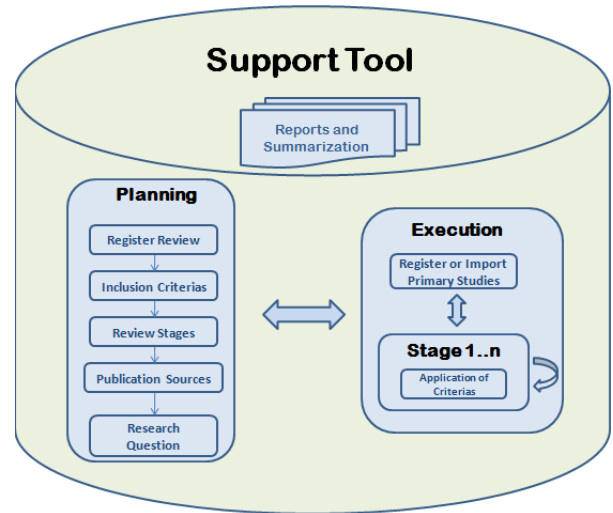 Support Tool
Reports and
Summarization
Planning
Register Review
Inclusion Criterias
Review Stages
Publication Sources
Research
Question
Execution
Register or Import
Primary Studies
Stage 1..n
Application of
Criterias